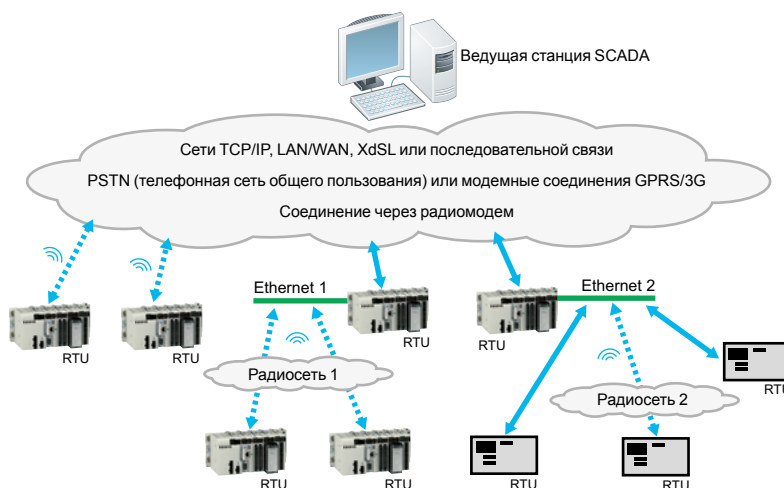 Ведущая станция SCADA
Сети TCP/IP, LAN/WAN, XdSL или последовательной связи
PSTN (телефонная сеть общего пользования) или модемные соединения GPRS/3G
Соединение через радиомодем
Ethernet 1
Ethernet 2
RTU
RTU
RTU
RTU
Радиосеть 1
RTU
Радиосеть 2
RTU
RTU
RTU
RTU